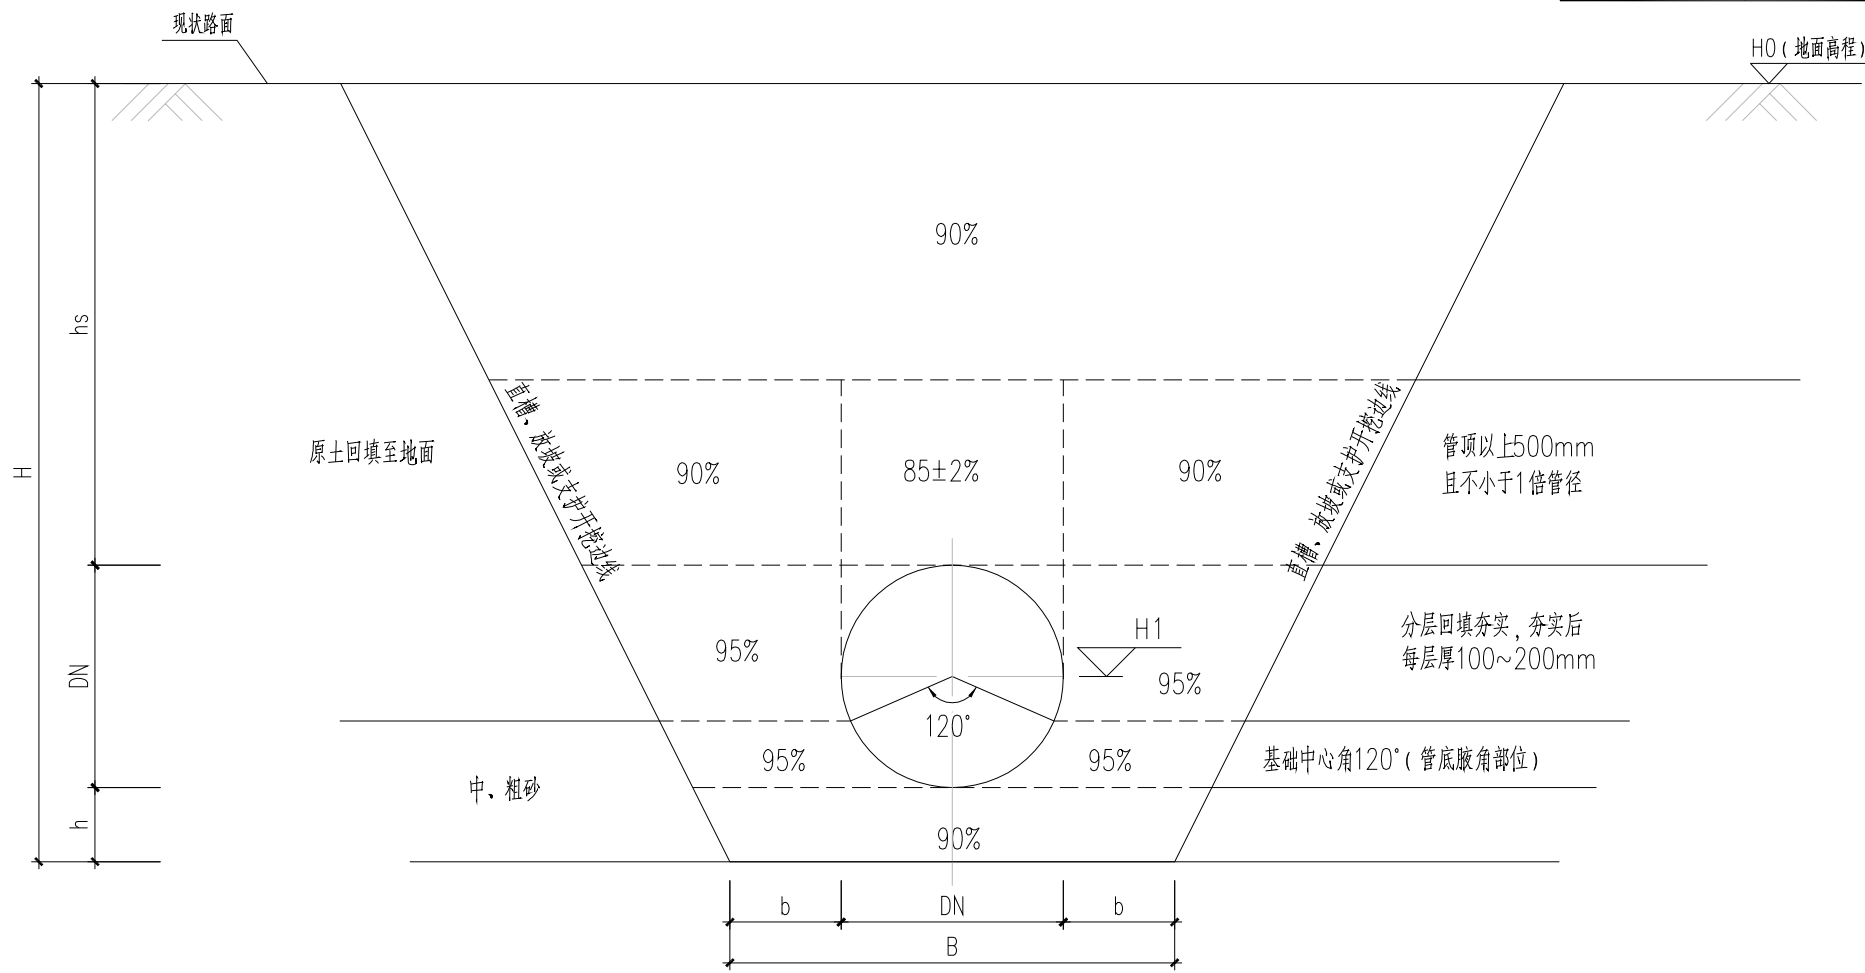 现状路面
H0（地面高程）
90%
hs
H
原土回填至地面
直槽、放坡或支护开挖边线
90%
85±2%
90%
直槽、放坡或支护开挖边线
管顶以上500mm
且不小于1倍管径
DN
95%
H1
95%
分层回填夯实，夯实后
每层厚100~200mm
120°
95%
95%
基础中心角120°（管底腋角部位）
中、粗砂
h
90%
b
DN
b
B